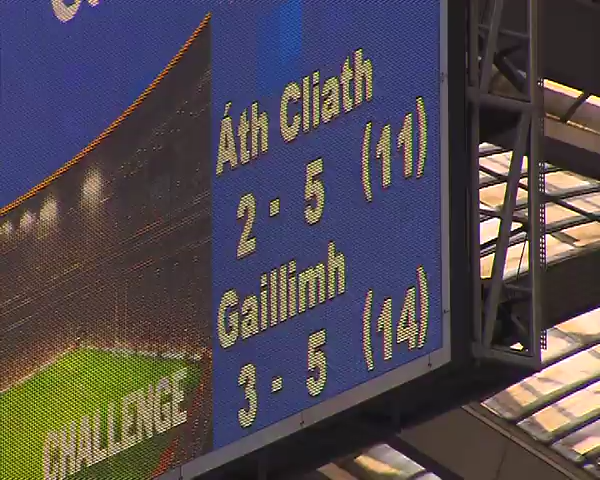 Áth Cliath
2 - 5 (11)
Gaillimh
3 - 5 (14)
CHALLENGE